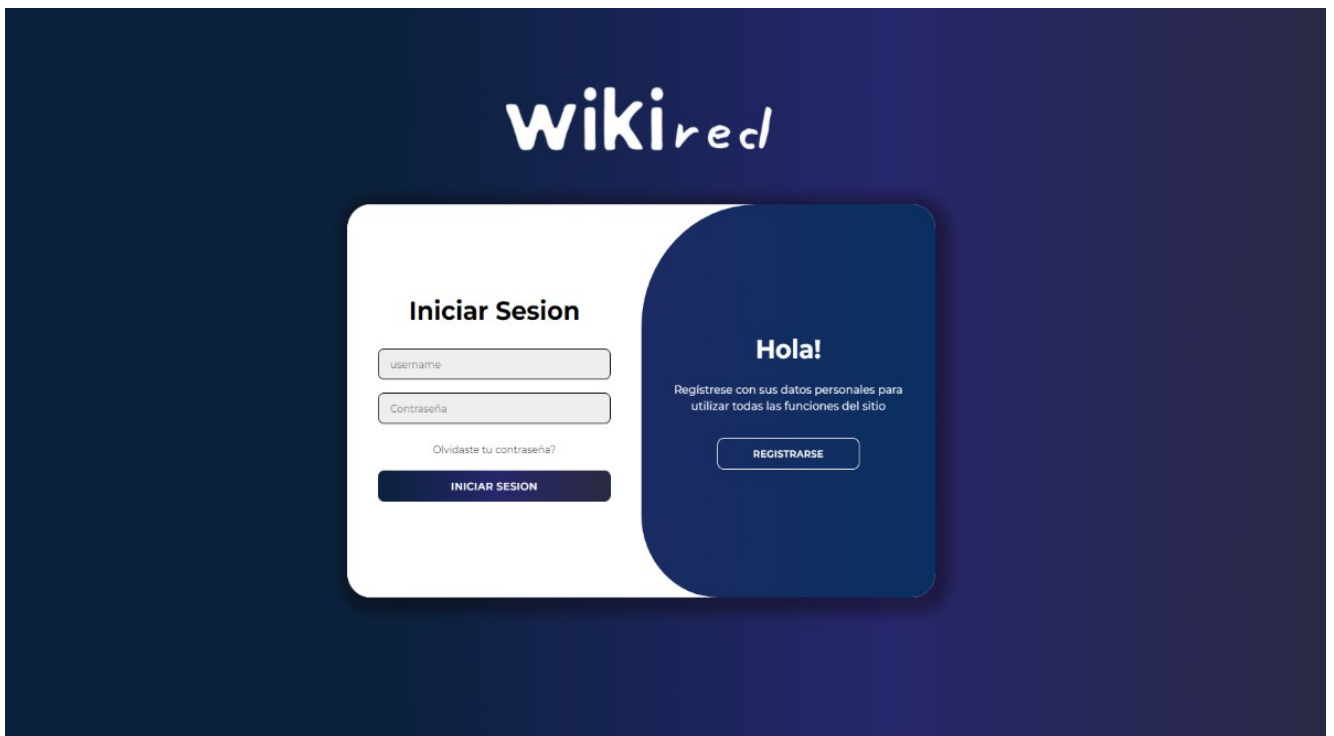 wikired
Iniciar Sesion
username
Contraseña
Olvidaste tu contraseña?
INICIAR SESION
Hola!
Regístrese con sus datos personales para
utilizar todas las funciones del sitio
REGISTRARSE